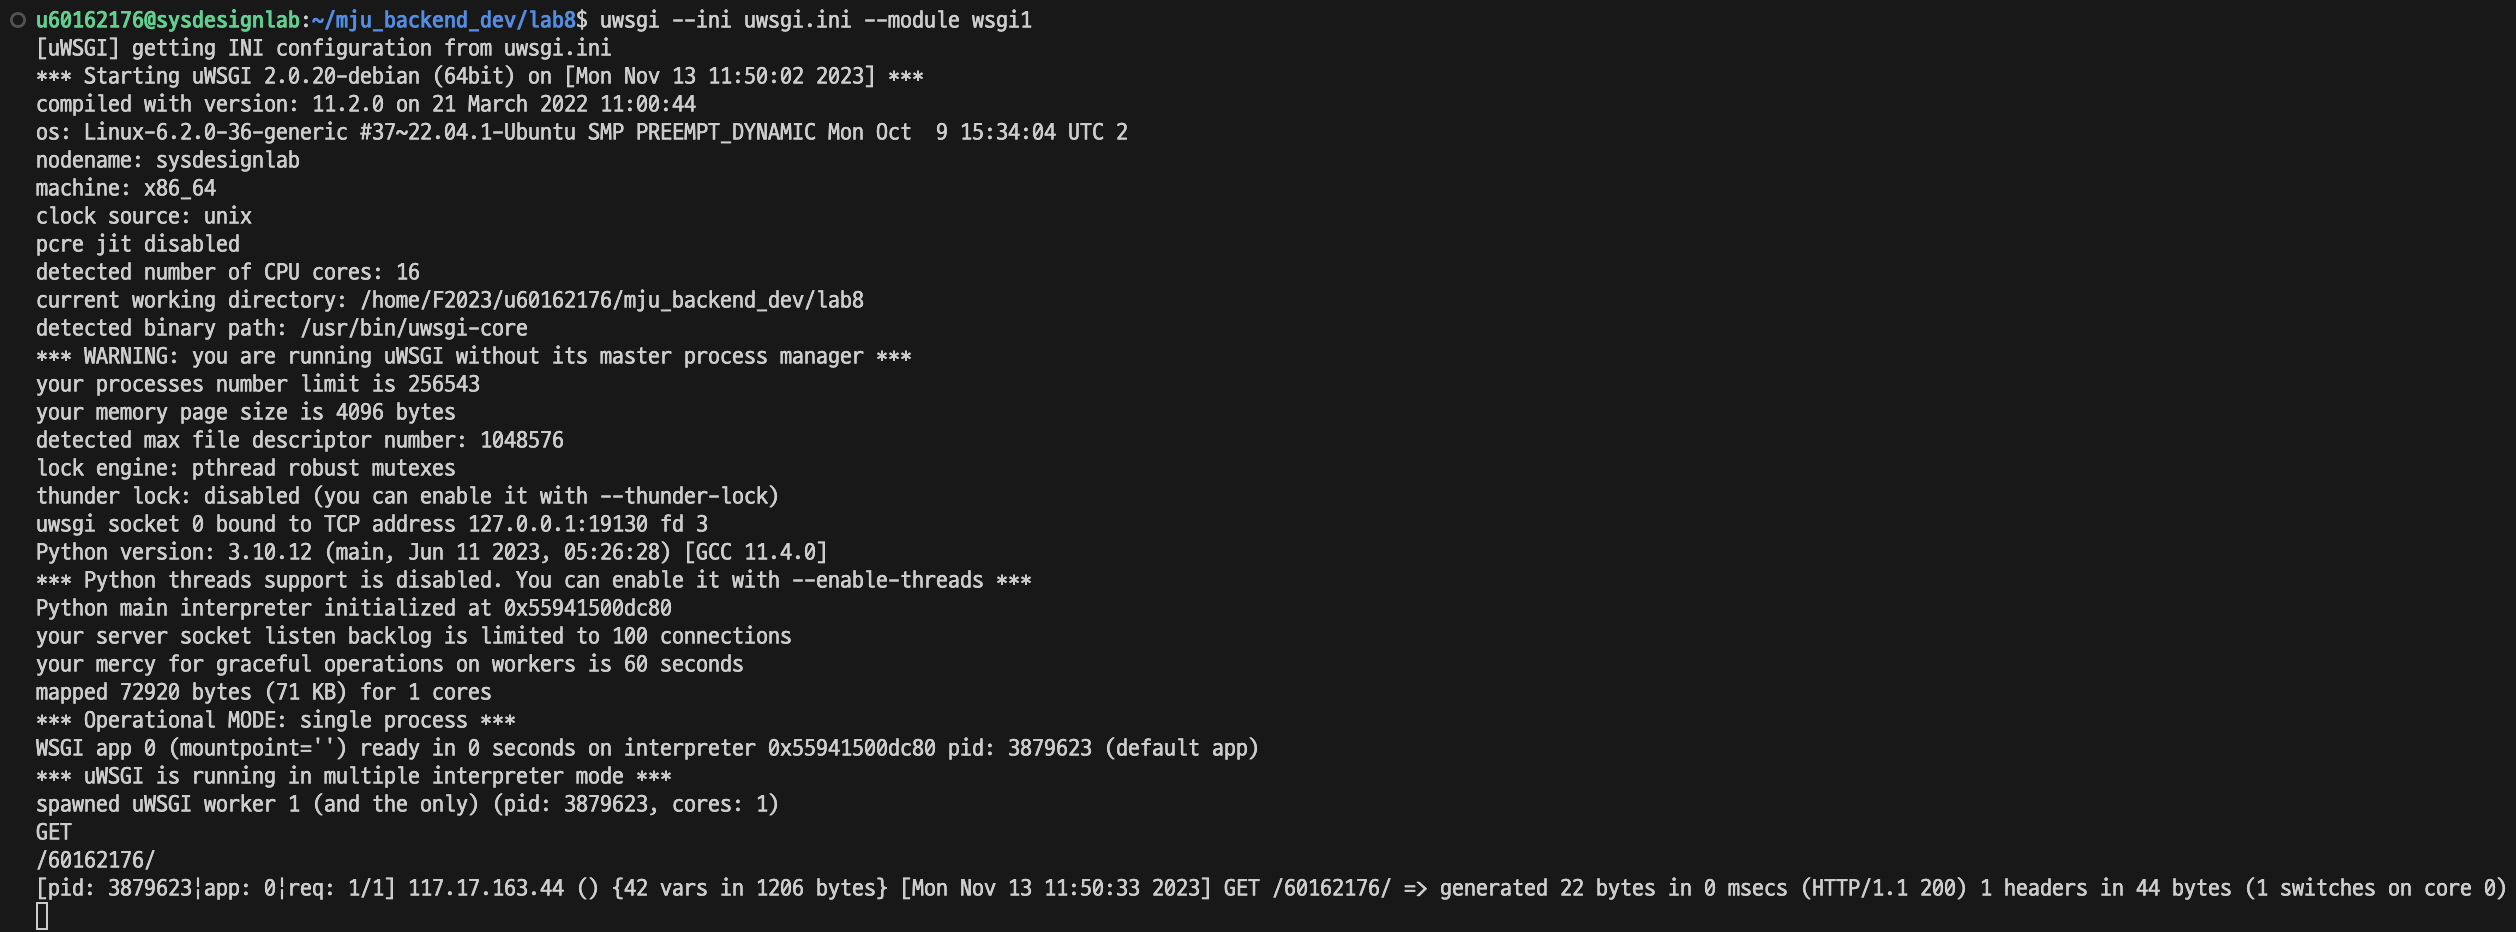 u60162176@sysdesignlab:~/mju_backend_dev/lab8$ uwsgi --ini uwsgi.ini --module wsgi1
[uWSGI] getting INI configuration from uwsgi.ini
*** Starting uWSGI 2.0.20-debian (64bit) on [Mon Nov 13 11:50:02 2023] ***
compiled with version: 11.2.0 on 21 March 2022 11:00:44
os: Linux-6.2.0-36-generic #37~22.04.1-Ubuntu SMP PREEMPT_DYNAMIC Mon Oct  9 15:34:04 UTC 2
nodename: sysdesignlab
machine: x86_64
clock source: unix
pcre jit disabled
detected number of CPU cores: 16
current working directory: /home/F2023/u60162176/mju_backend_dev/lab8
detected binary path: /usr/bin/uwsgi-core
*** WARNING: you are running uWSGI without its master process manager ***
your processes number limit is 256543
your memory page size is 4096 bytes
detected max file descriptor number: 1048576
lock engine: pthread robust mutexes
thunder lock: disabled (you can enable it with --thunder-lock)
uwsgi socket 0 bound to TCP address 127.0.0.1:19130 fd 3
Python version: 3.10.12 (main, Jun 11 2023, 05:26:28) [GCC 11.4.0]
*** Python threads support is disabled. You can enable it with --enable-threads ***
Python main interpreter initialized at 0x55941500dc80
your server socket listen backlog is limited to 100 connections
your mercy for graceful operations on workers is 60 seconds
mapped 72920 bytes (71 KB) for 1 cores
*** Operational MODE: single process ***
WSGI app 0 (mountpoint='') ready in 0 seconds on interpreter 0x55941500dc80 pid: 3879623 (default app)
*** uWSGI is running in multiple interpreter mode ***
spawned uWSGI worker 1 (and the only) (pid: 3879623, cores: 1)
GET
/60162176/
[pid: 3879623|app: 0|req: 1/1] 117.17.163.44 () {42 vars in 1206 bytes} [Mon Nov 13 11:50:33 2023] GET /60162176/ => generated 22 bytes in 0 msecs (HTTP/1.1 200) 1 headers in 44 bytes (1 switches on core 0)